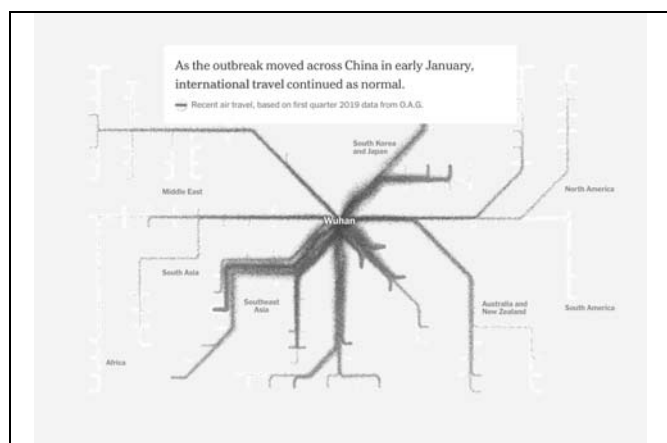 As the outbreak moved across China in early January,
international travel continued as normal.
Recent air travel, based on first quarter 2019 data from O.A.G.
South Korea
and Japan
Middle East
North America
Wuhan
South Asia
Southeast
Asia
Australia and
New Zealand
South America
Africa